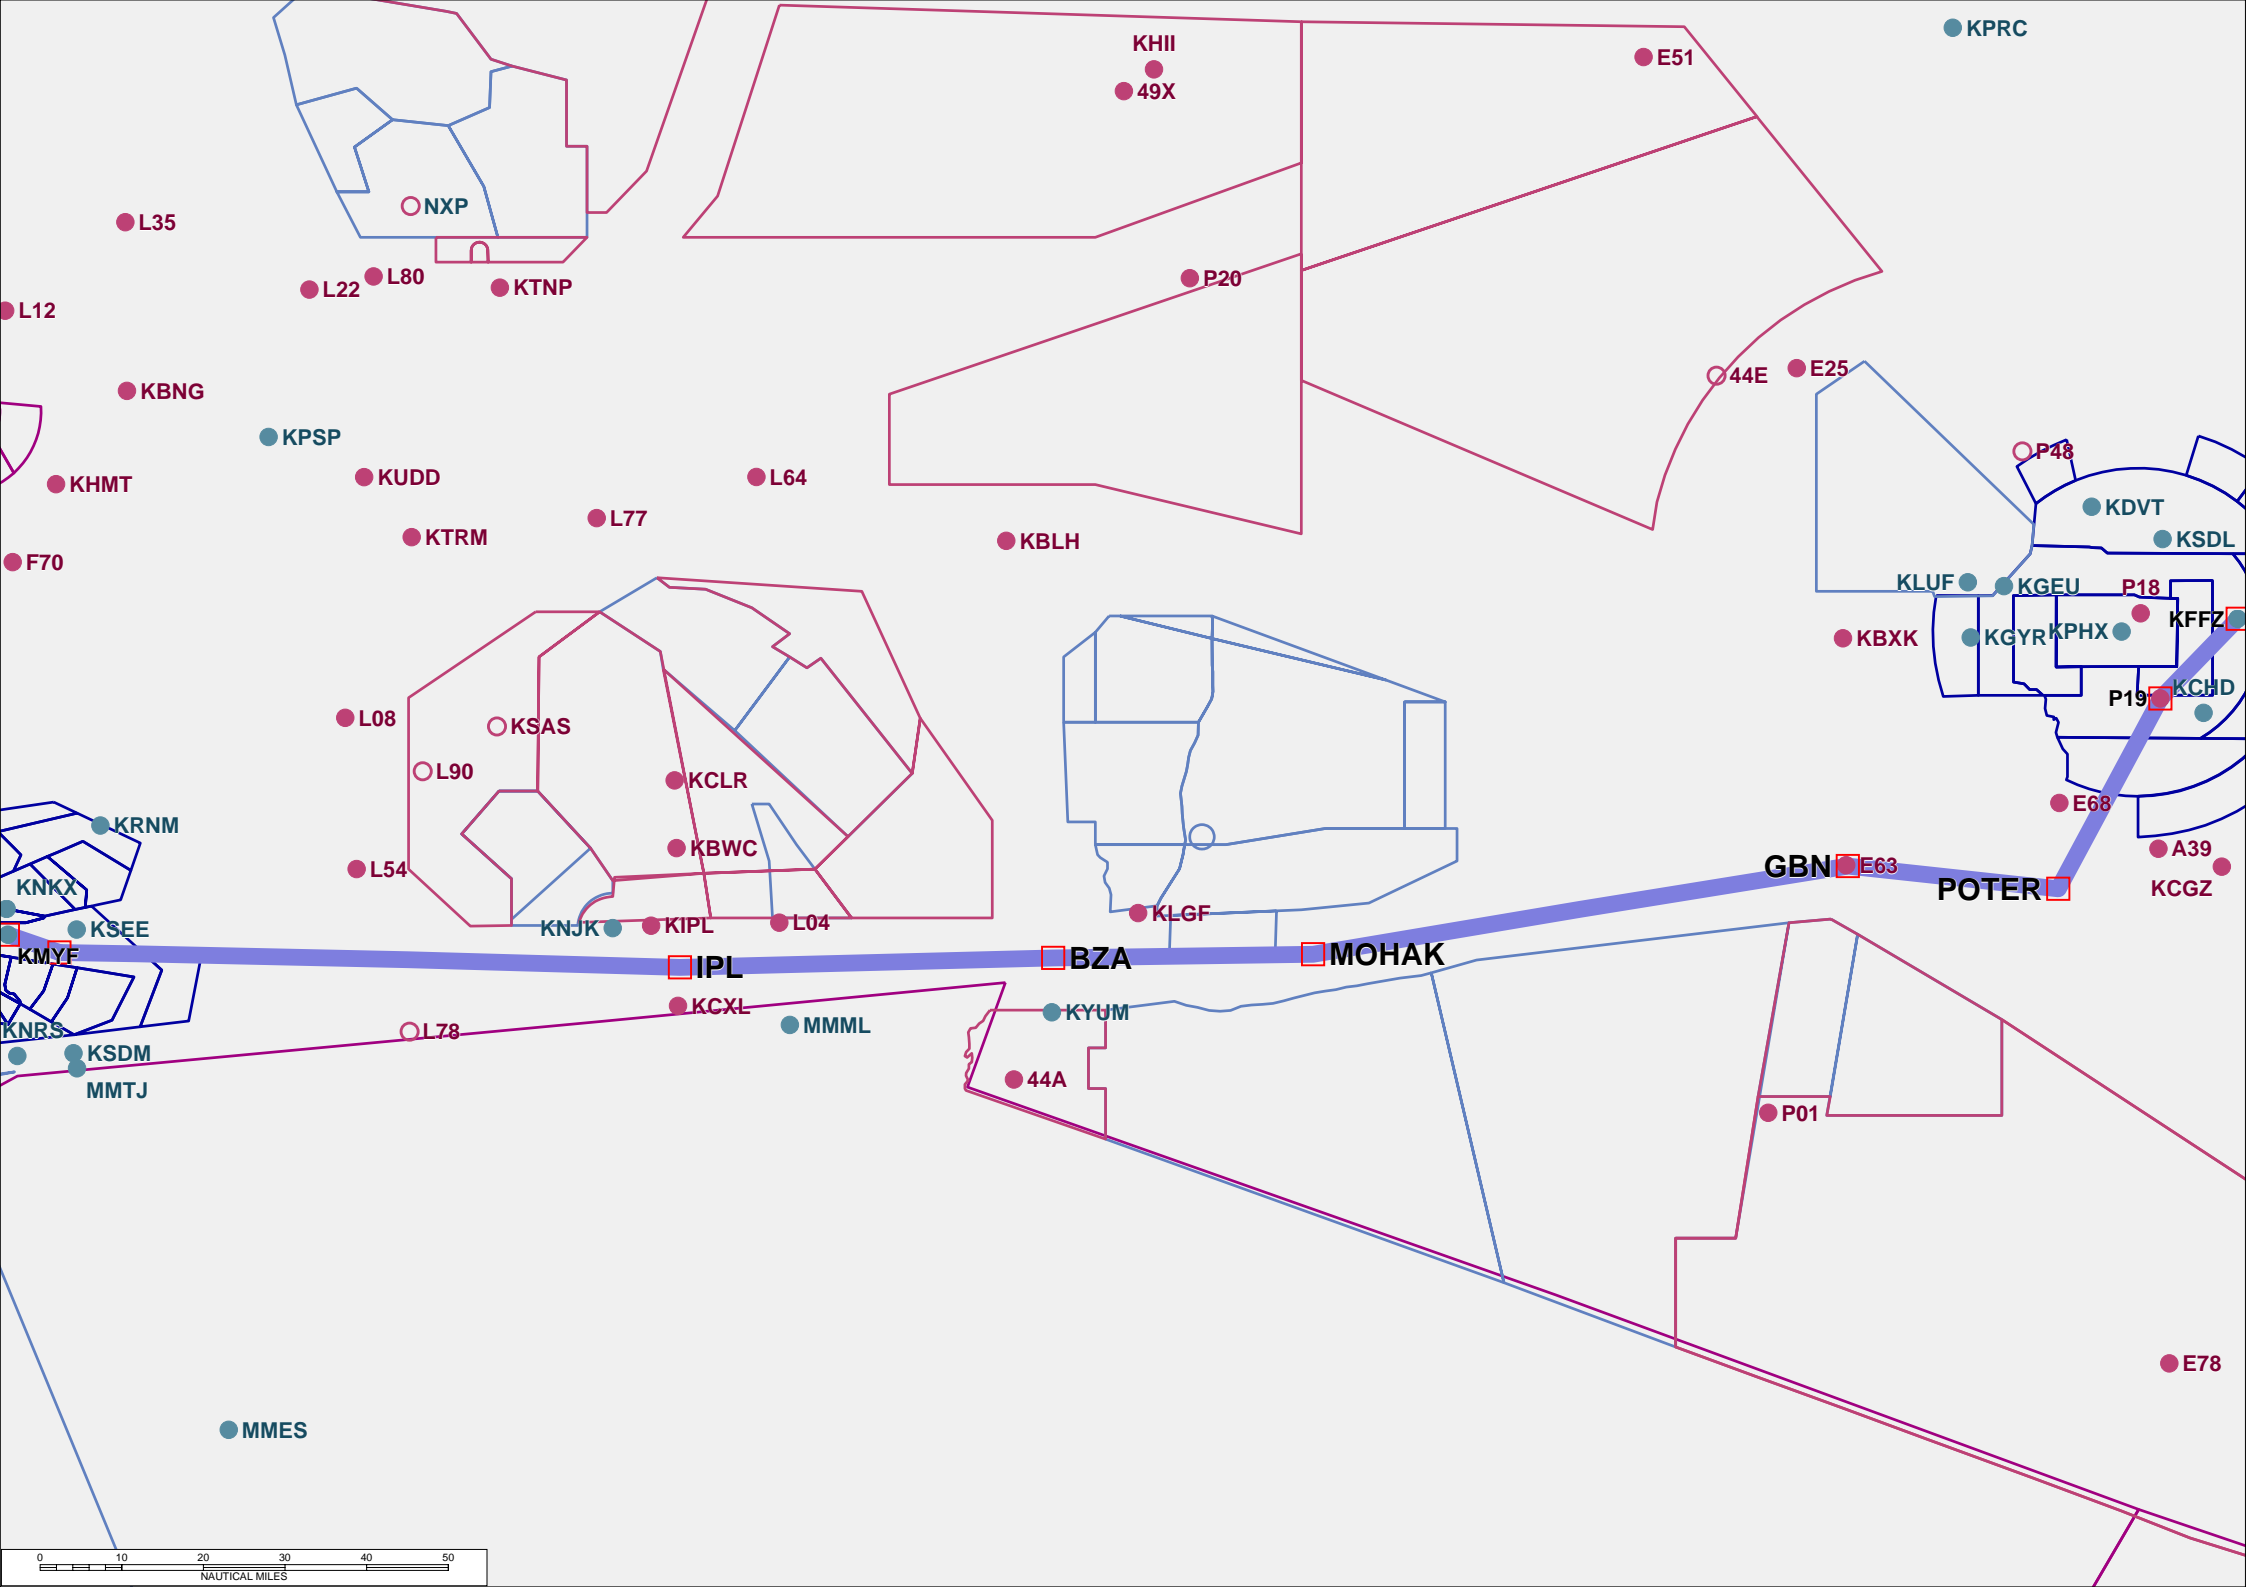 KPRC
KHII
E51
49X
NXP
L35
L80
P20
L22
KTNP
L12
E25
44E
KBNG
KPSP
P48
KUDD
L64
KHMT
KDVT
L77
KTRM
KBLH
KSDL
F70
KLUF
KGEU
P18
KFFZ
KPHX
KBXK
KGYR
KCHD
P19
L08
KSAS
L90
KCLR
E68
KRNM
KBWC
A39
L54
GBN
E63
KNKX
POTER
KCGZ
KLGF
L04
KIPL
KNJK
KSEE
KMYF
MOHAK
BZA
IPL
KCXL
KYUM
MMML
KNRS
L78
KSDM
44A
MMTJ
P01
E78
MMES
0 10 20 30 40 50
NAUTICAL MILES